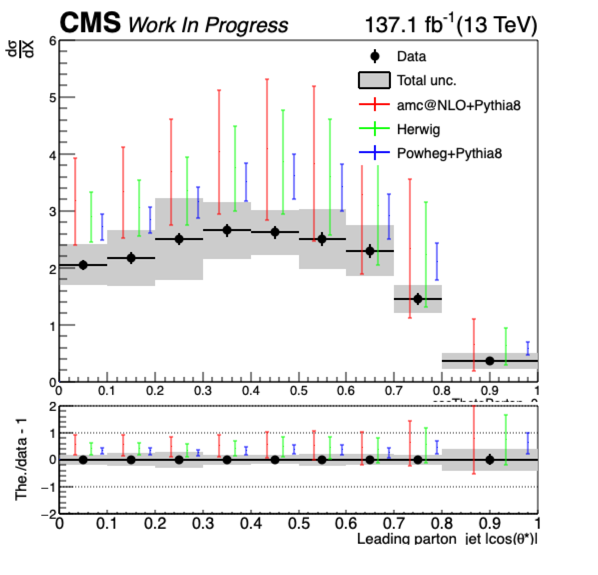 CMS Work In Progress 137.1 fb⁻¹(13 TeV)
dσ
dX
6
Data
Total unc.
5
amc@NLO+Pythia8
Herwig
4
Powheg+Pythia8
3
2
1
0
0 0.1 0.2 0.3 0.4 0.5 0.6 0.7 0.8 0.9 1
The./data - 1
2
1
0
−1
−2
0 0.1 0.2 0.3 0.4 0.5 0.6 0.7 0.8 0.9 1
Leading parton jet |cos(θ*)|